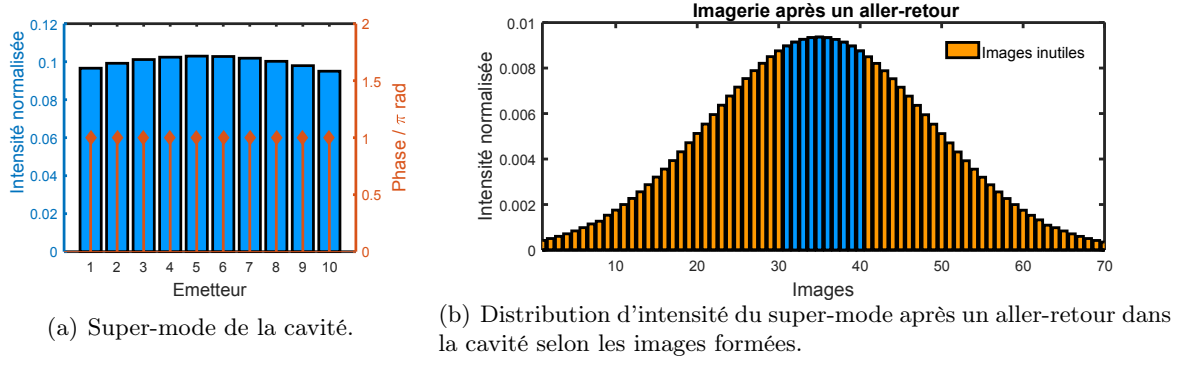 Intensité normalisée
0.12
0.1
0.08
0.06
0.04
0.02
0
2
1.5
1
0.5
0
Phase / π rad
1 2 3 4 5 6 7 8 9 10
Emetteur
(a) Super-mode de la cavité.
Imagerie après un aller-retour
Intensité normalisée
0.01
0.008
0.006
0.004
0.002
0
Images inutiles
10 20 30 40 50 60 70
Images
(b) Distribution d'intensité du super-mode après un aller-retour dans
la cavité selon les images formées.